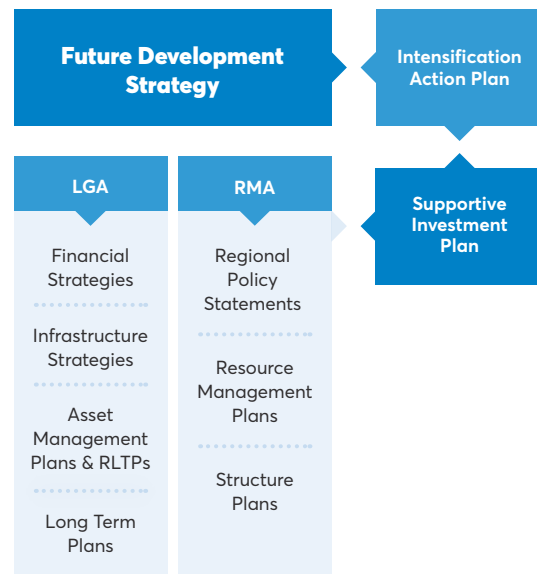 Future Development
Strategy
Intensification
Action Plan
LGA
RMA
Supportive
Investment
Plan
Financial
Strategies
Infrastructure
Strategies
Asset
Management
Plans & RLTPs
Long Term
Plans
Regional
Policy
Statements
Resource
Management
Plans
Structure
Plans